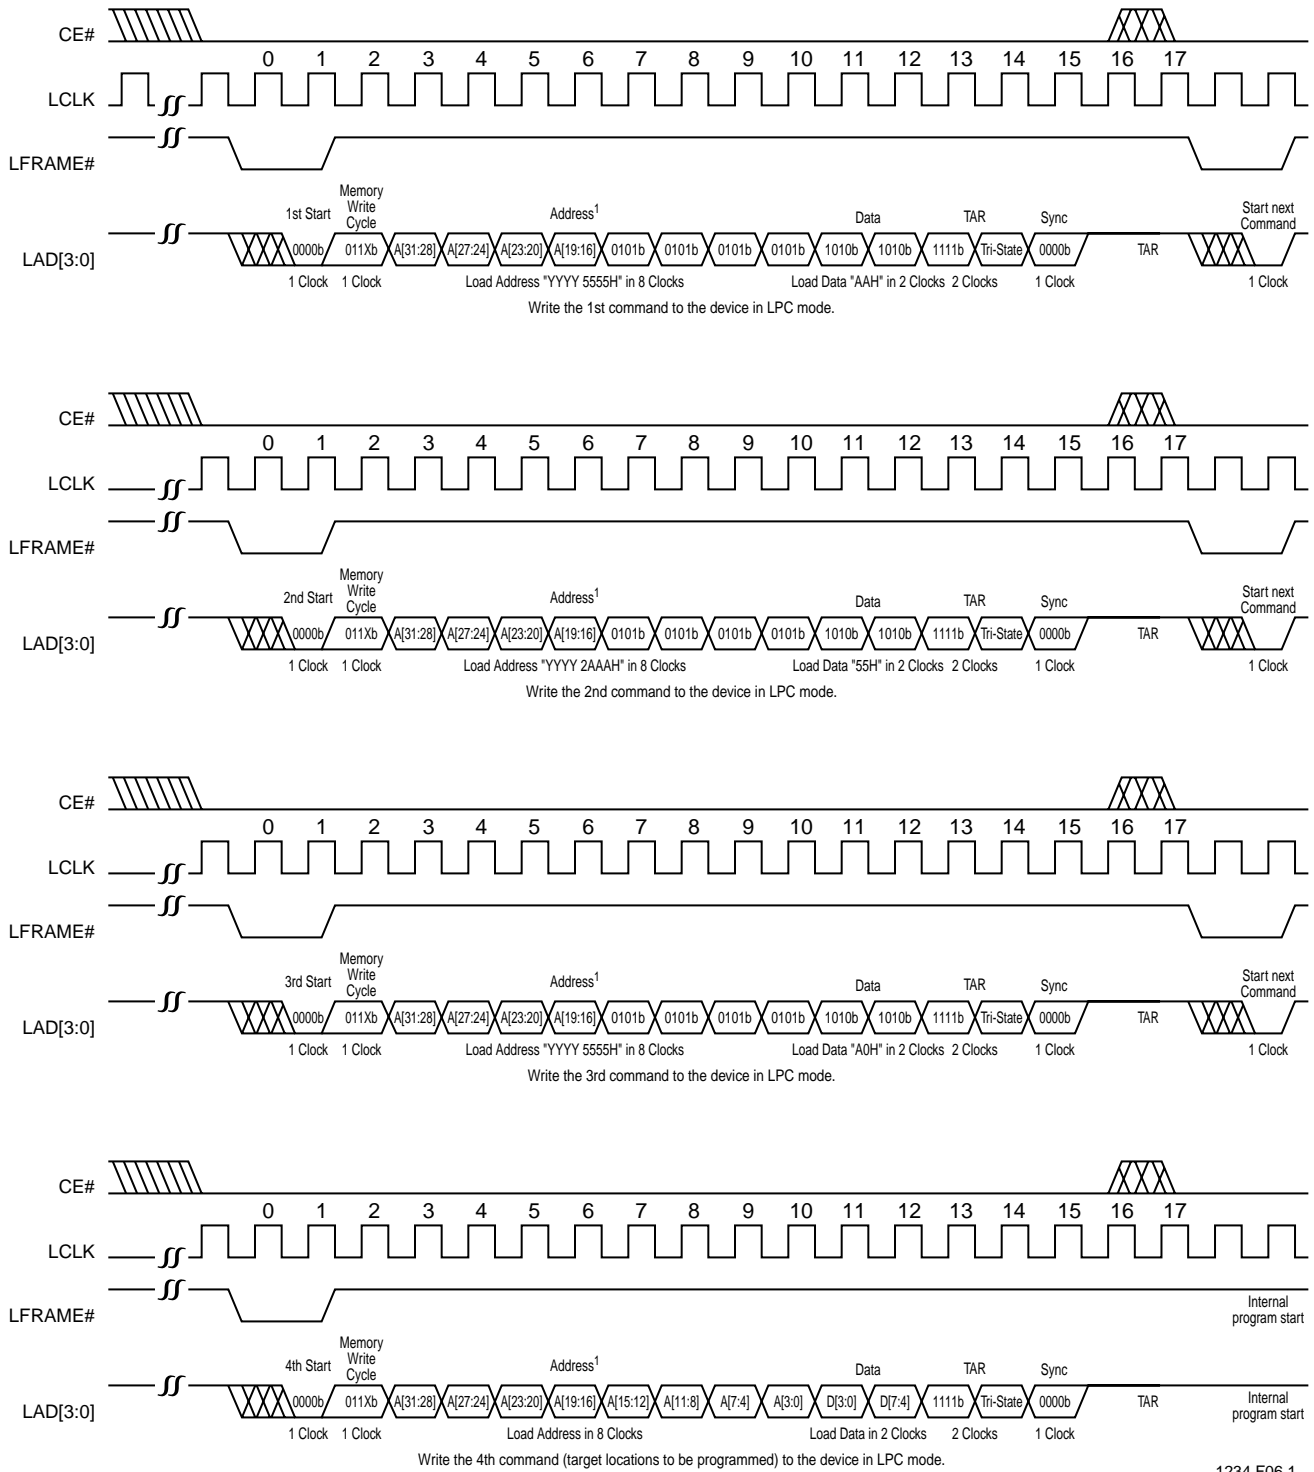 CE#
0 1 2 3 4 5 6 7 8 9 10 11 12 13 14 15 16 17
LCLK
LFRAME#
1st Start Memory Write Cycle Address1 Data TAR Sync Start next Command
LAD[3:0] 0000b 011Xb A[31:28] A[27:24] A[23:20] A[19:16] 0101b 0101b 0101b 0101b 1010b 1010b 1111b Tri-State 0000b TAR
1 Clock 1 Clock Load Address "YYYY 5555H" in 8 Clocks Load Data "AAH" in 2 Clocks 2 Clocks 1 Clock 1 Clock
Write the 1st command to the device in LPC mode.
CE#
0 1 2 3 4 5 6 7 8 9 10 11 12 13 14 15 16 17
LCLK
LFRAME#
2nd Start Memory Write Cycle Address1 Data TAR Sync Start next Command
LAD[3:0] 0000b 011Xb A[31:28] A[27:24] A[23:20] A[19:16] 0101b 0101b 0101b 0101b 1010b 1010b 1111b Tri-State 0000b TAR
1 Clock 1 Clock Load Address "YYYY 2AAAH" in 8 Clocks Load Data "55H" in 2 Clocks 2 Clocks 1 Clock 1 Clock
Write the 2nd command to the device in LPC mode.
CE#
0 1 2 3 4 5 6 7 8 9 10 11 12 13 14 15 16 17
LCLK
LFRAME#
3rd Start Memory Write Cycle Address1 Data TAR Sync Start next Command
LAD[3:0] 0000b 011Xb A[31:28] A[27:24] A[23:20] A[19:16] 0101b 0101b 0101b 0101b 1010b 1010b 1111b Tri-State 0000b TAR
1 Clock 1 Clock Load Address "YYYY 5555H" in 8 Clocks Load Data "A0H" in 2 Clocks 2 Clocks 1 Clock 1 Clock
Write the 3rd command to the device in LPC mode.
CE#
0 1 2 3 4 5 6 7 8 9 10 11 12 13 14 15 16 17
LCLK
LFRAME# Internal program start
4th Start Memory Write Cycle Address1 Data TAR Sync
LAD[3:0] 0000b 011Xb A[31:28] A[27:24] A[23:20] A[19:16] A[15:12] A[11:8] A[7:4] A[3:0] D[3:0] D[7:4] 1111b Tri-State 0000b TAR Internal program start
1 Clock 1 Clock Load Address in 8 Clocks Load Data in 2 Clocks 2 Clocks 1 Clock
Write the 4th command (target locations to be programmed) to the device in LPC mode.
1234 F06.1